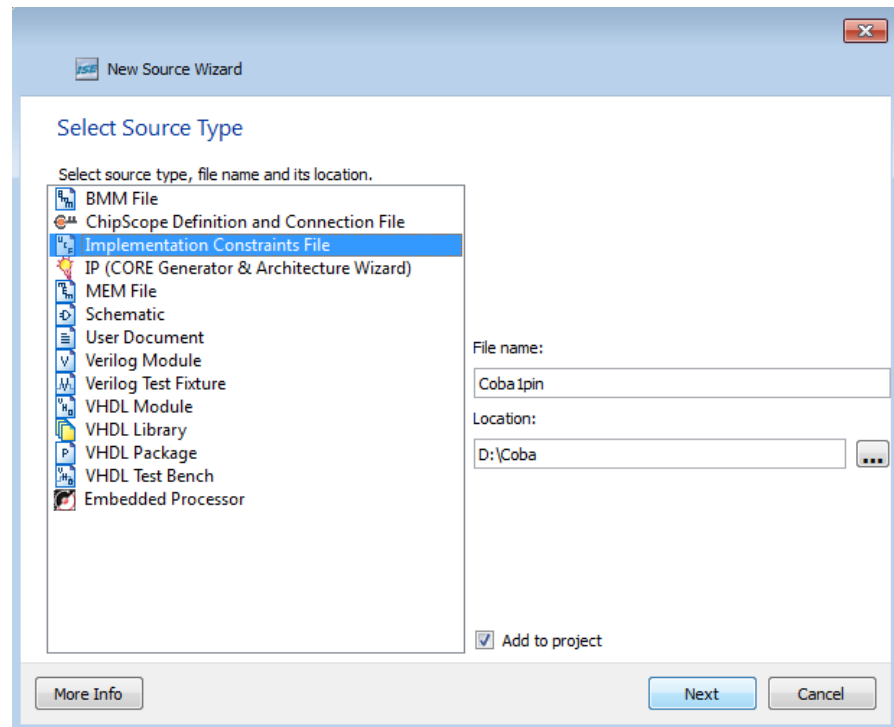 ISE New Source Wizard
Select Source Type
Select source type, file name and its location.
BMM File
ChipScope Definition and Connection File
Implementation Constraints File
IP (CORE Generator & Architecture Wizard)
MEM File
Schematic
User Document
Verilog Module
Verilog Test Fixture
VHDL Module
VHDL Library
VHDL Package
VHDL Test Bench
Embedded Processor
File name:
Coba1pin
Location:
D:\Coba
...
Add to project
More Info
Next
Cancel